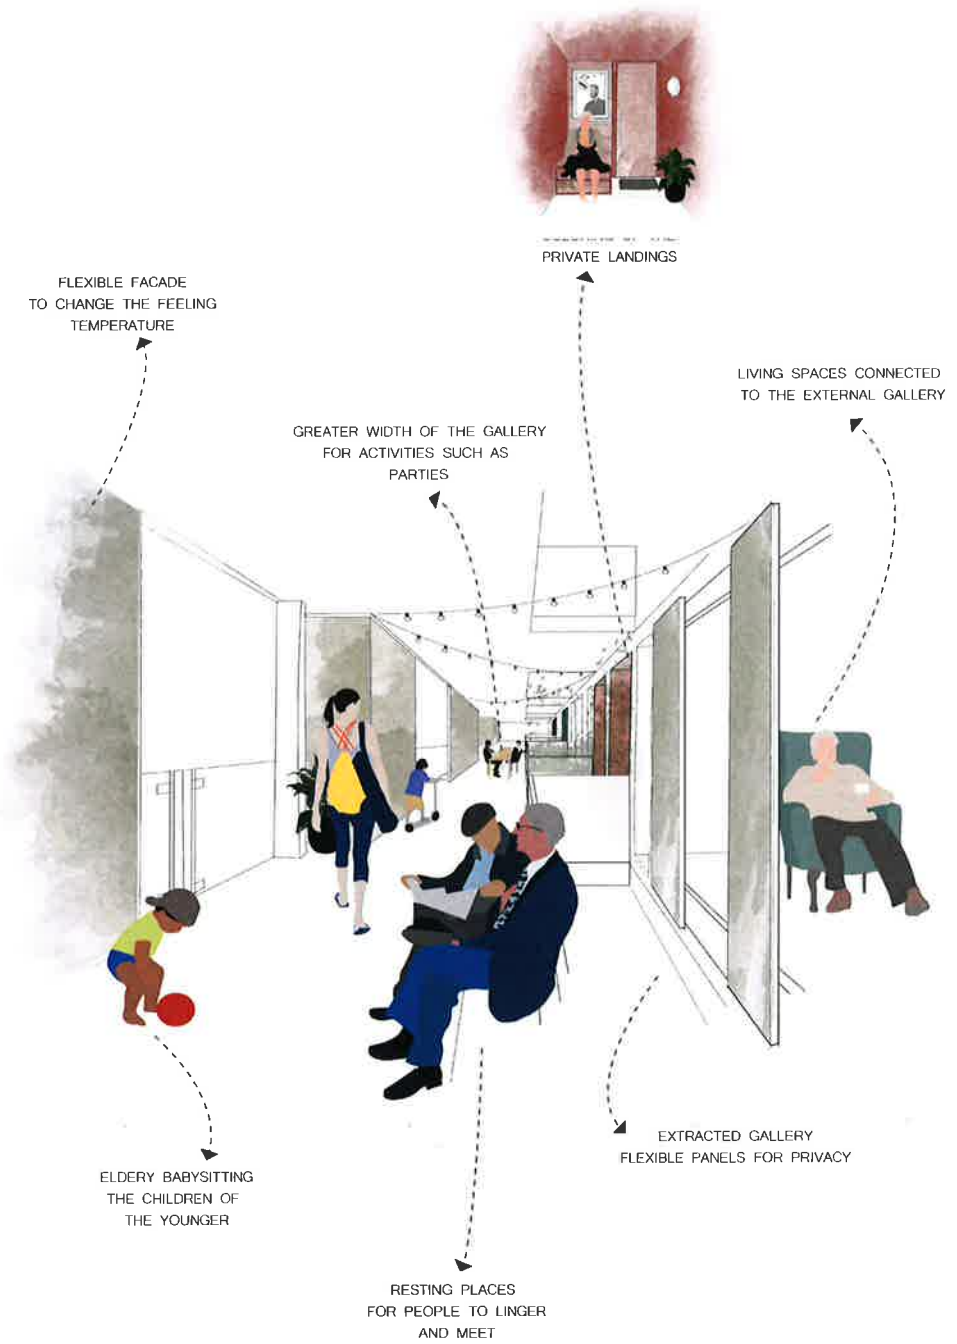 PRIVATE LANDINGS
FLEXIBLE FACADE
TO CHANGE THE FEELING
TEMPERATURE
LIVING SPACES CONNECTED
TO THE EXTERNAL GALLERY
GREATER WIDTH OF THE GALLERY
FOR ACTIVITIES SUCH AS
PARTIES
EXTRACTED GALLERY
FLEXIBLE PANELS FOR PRIVACY
ELDERY BABYSITTING
THE CHILDREN OF
THE YOUNGER
RESTING PLACES
FOR PEOPLE TO LINGER
AND MEET